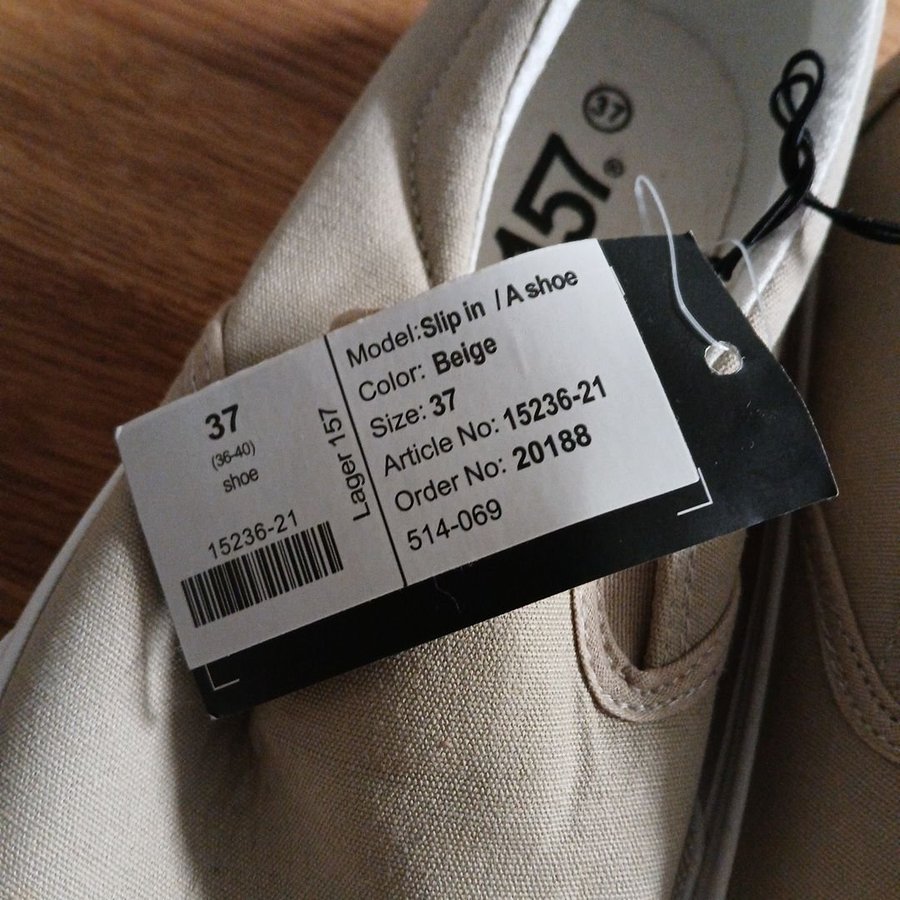 37
157®
37
(36-40)
shoe
15236-21
Lager 157
Model:Slip in /A shoe
Color: Beige
Size: 37
Article No: 15236-21
Order No: 20188
514-069